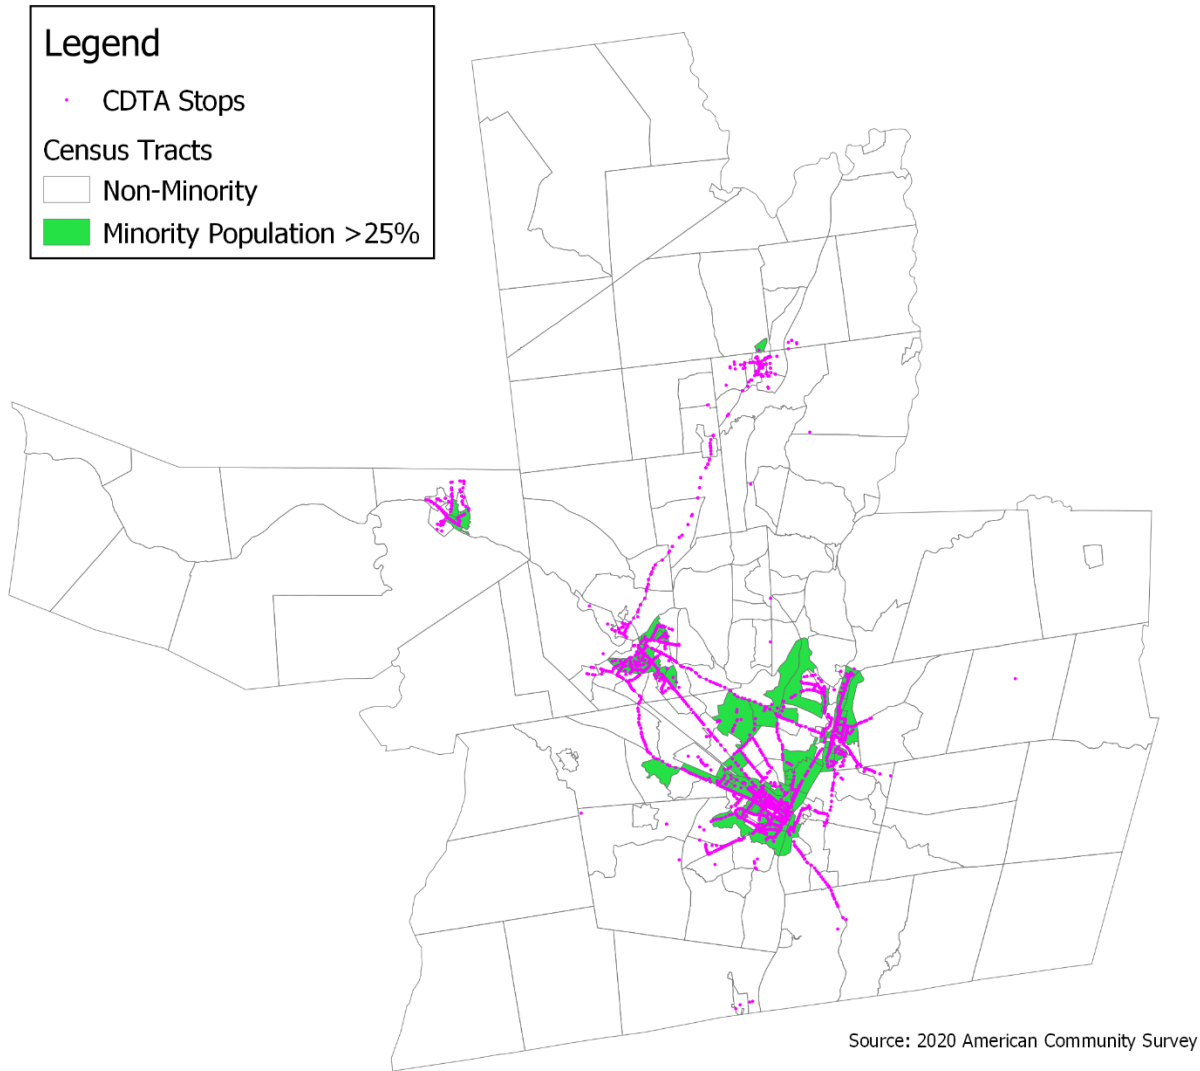 Legend
CDTA Stops
Census Tracts
Non-Minority
Minority Population >25%
Source: 2020 American Community Survey